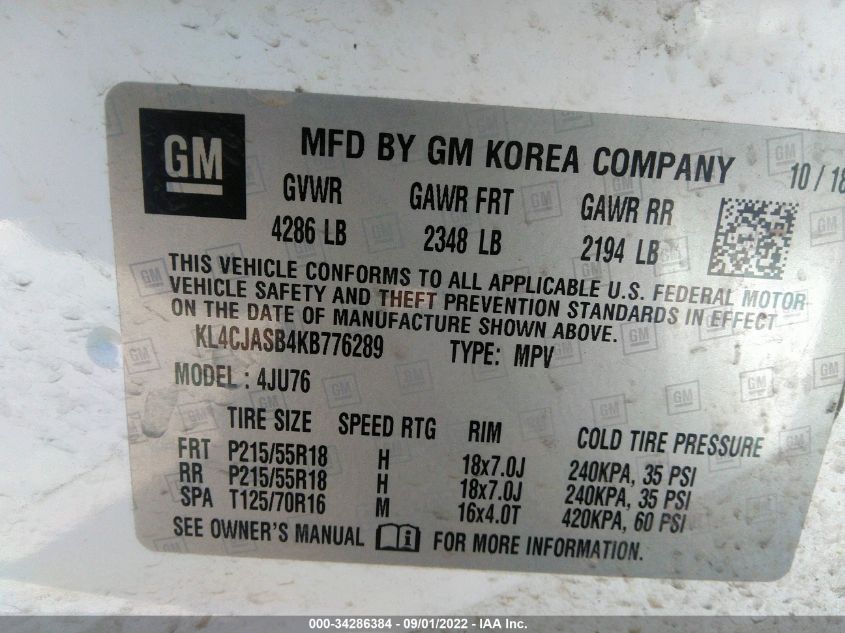 GM
MFD BY GM KOREA COMPANY
10/18
GVWR GAWR FRT GAWR RR
4286 LB 2348 LB 2194 LB
THIS VEHICLE CONFORMS TO ALL APPLICABLE U.S. FEDERAL MOTOR
VEHICLE SAFETY AND THEFT PREVENTION STANDARDS IN EFFECT
ON THE DATE OF MANUFACTURE SHOWN ABOVE.
KL4CJASB4KB776289 TYPE: MPV
MODEL: 4JU76
TIRE SIZE SPEED RTG RIM COLD TIRE PRESSURE
FRT P215/55R18 H 18x7.0J 240KPA, 35 PSI
RR P215/55R18 H 18x7.0J 240KPA, 35 PSI
SPA T125/70R16 M 16x4.0T 420KPA, 60 PSI
SEE OWNER'S MANUAL i FOR MORE INFORMATION.
000-34286384 - 09/01/2022 - IAA Inc.